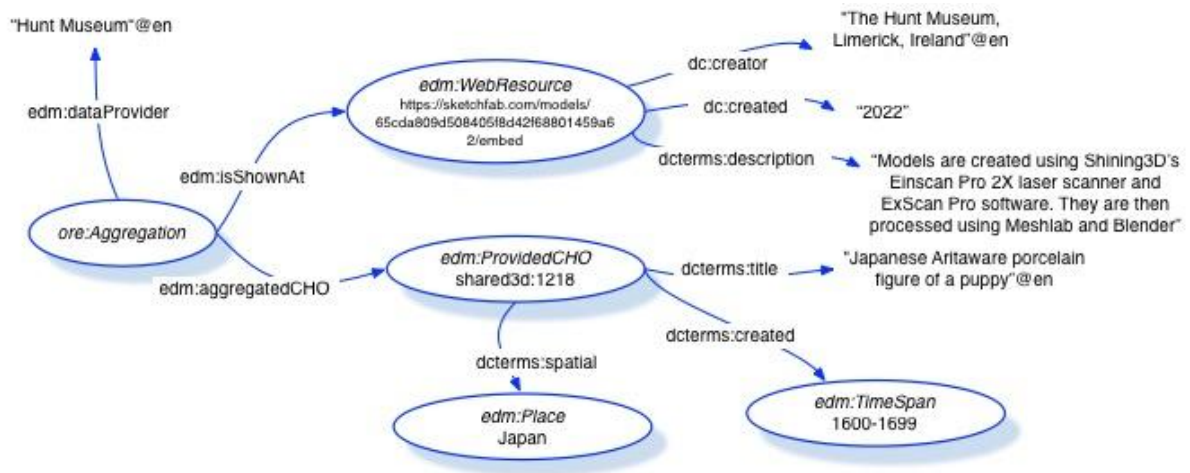 "Hunt Museum"@en
edm:dataProvider
ore:Aggregation
edm:isShownAt
edm:aggregatedCHO
edm:WebResource
https://sketchfab.com/models/
65cda809d508405f8d42f68801459a6
2/embed
dc:creator
"The Hunt Museum,
Limerick, Ireland"@en
dc:created
"2022"
dcterms:description
"Models are created using Shining3D's
Einscan Pro 2X laser scanner and
ExScan Pro software. They are then
processed using Meshlab and Blender"
edm:ProvidedCHO
shared3d:1218
dcterms:title
"Japanese Aritaware porcelain
figure of a puppy"@en
dcterms:created
dcterms:spatial
edm:Place
Japan
edm:TimeSpan
1600-1699